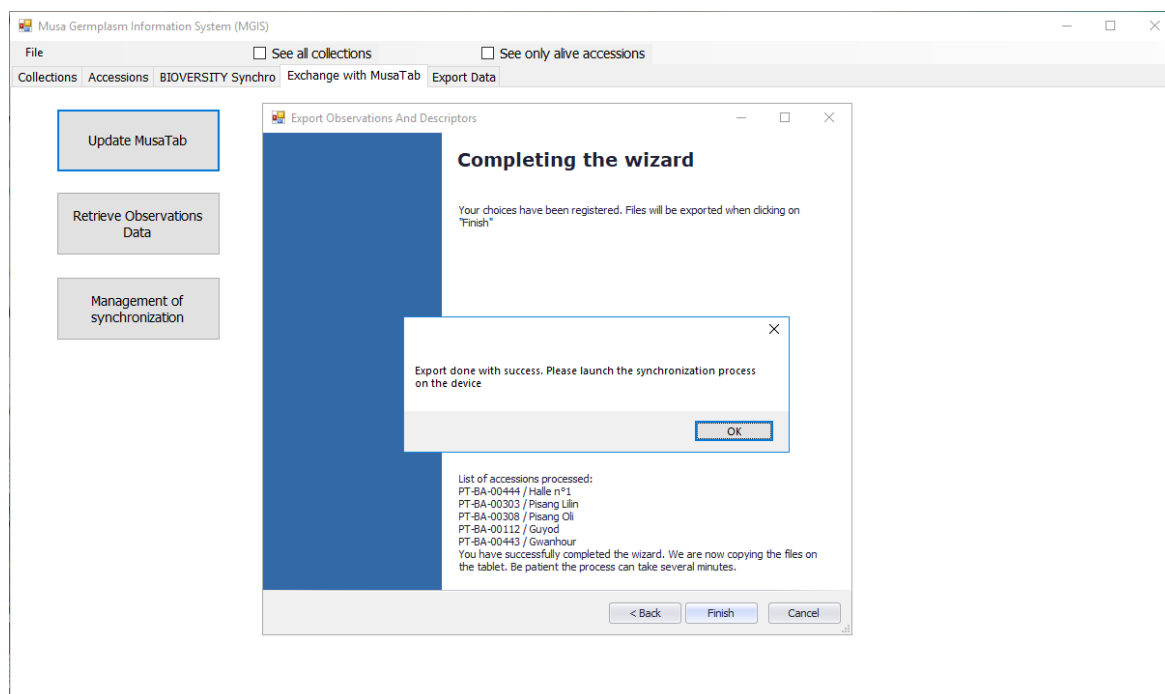 Musa Germplasm Information System (MGIS)
File
See all collections
See only alive accessions
Collections Accessions BIOVERSITY Synchro Exchange with MusaTab Export Data
Update MusaTab
Retrieve Observations
Data
Management of
synchronization
Export Observations And Descriptors
Completing the wizard
Your choices have been registered. Files will be exported when clicking on
"Finish"
Export done with success. Please launch the synchronization process
on the device
OK
List of accessions processed:
PT-BA-00444 / Halle n°1
PT-BA-00303 / Pisang Lilin
PT-BA-00308 / Pisang Oli
PT-BA-00112 / Guyod
PT-BA-00443 / Gwanhour
You have successfully completed the wizard. We are now copying the files on
the tablet. Be patient the process can take several minutes.
< Back Finish Cancel